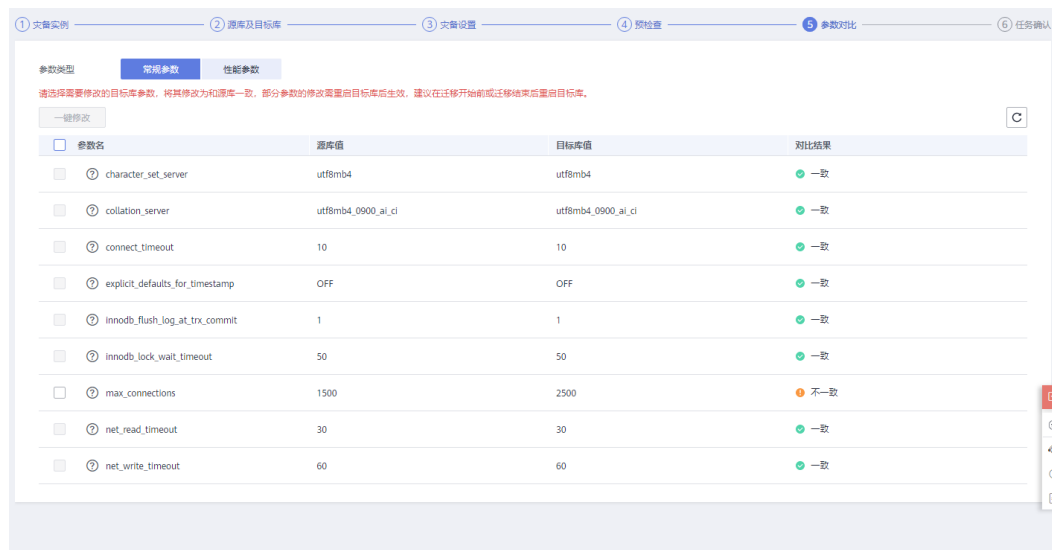 1 灾备实例 2 源库及目标库 3 灾备设置 4 预检查 5 参数对比 6 任务确认
参数类型 常规参数 性能参数
请选择需要修改的目标库参数，将其修改为和源库一致，部分参数的修改需重启目标库后生效，建议在迁移开始前或迁移结束后重启目标库。
一键修改
参数名 源库值 目标库值 对比结果
character_set_server utf8mb4 utf8mb4 一致
collation_server utf8mb4_0900_ai_ci utf8mb4_0900_ai_ci 一致
connect_timeout 10 10 一致
explicit_defaults_for_timestamp OFF OFF 一致
innodb_flush_log_at_trx_commit 1 1 一致
innodb_lock_wait_timeout 50 50 一致
max_connections 1500 2500 不一致
net_read_timeout 30 30 一致
net_write_timeout 60 60 一致